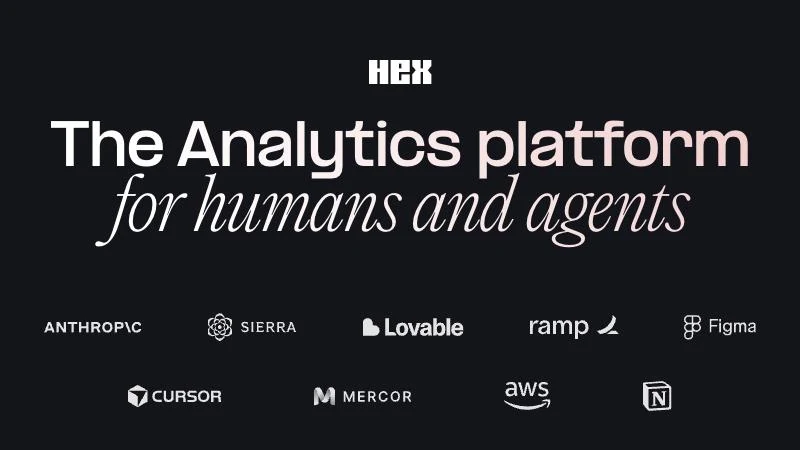 HEX
The Analytics platform
for humans and agents
ANTHROP\C SIERRA Lovable ramp Figma
CURSOR MERCOR aws N